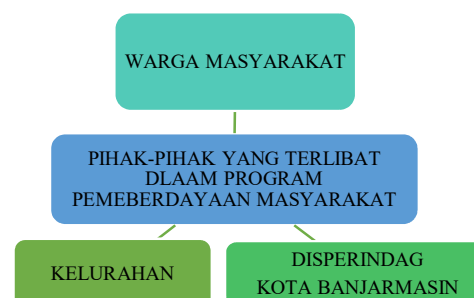 WARGA MASYARAKAT
PIHAK-PIHAK YANG TERLIBAT
DLAAM PROGRAM
PEMEBERDAYAAN MASYARAKAT
KELURAHAN
DISPERINDAG
KOTA BANJARMASIN